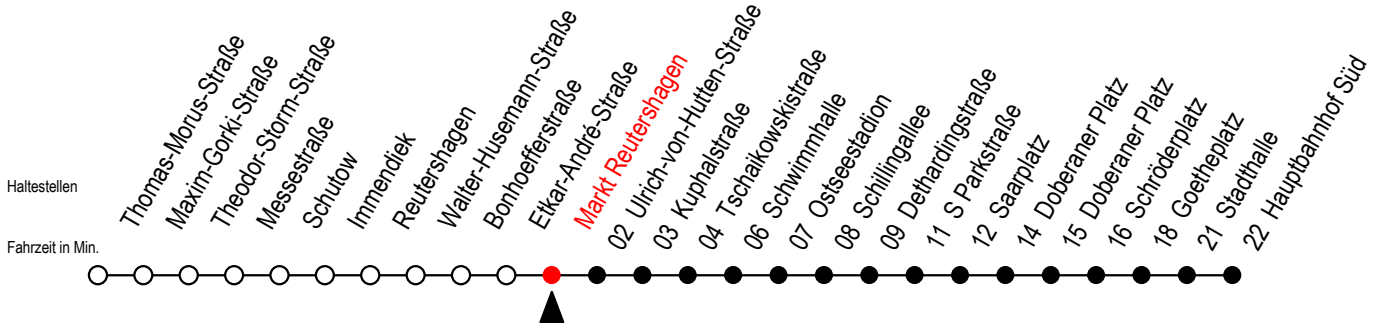 Haltestellen
Fahrzeit in Min.
Thomas-Morus-Straße
Maxim-Gorki-Straße
Theodor-Storm-Straße
Messestraße
Schutow
Immendiek
Reutershagen
Walter-Husemann-Straße
Bonhoefferstraße
Etkar-André-Straße
Markt Reutershagen
02 Ulrich-von-Hutten-Straße
03 Kuphalstraße
04 Tschaikowskistraße
06 Schwimmhalle
07 Ostseestadion
08 Schillingallee
09 Dethardingstraße
11 S Parkstraße
12 Saarplatz
14 Doberaner Platz
15 Doberaner Platz
16 Schröderplatz
18 Goetheplatz
21 Stadthalle
22 Hauptbahnhof Süd